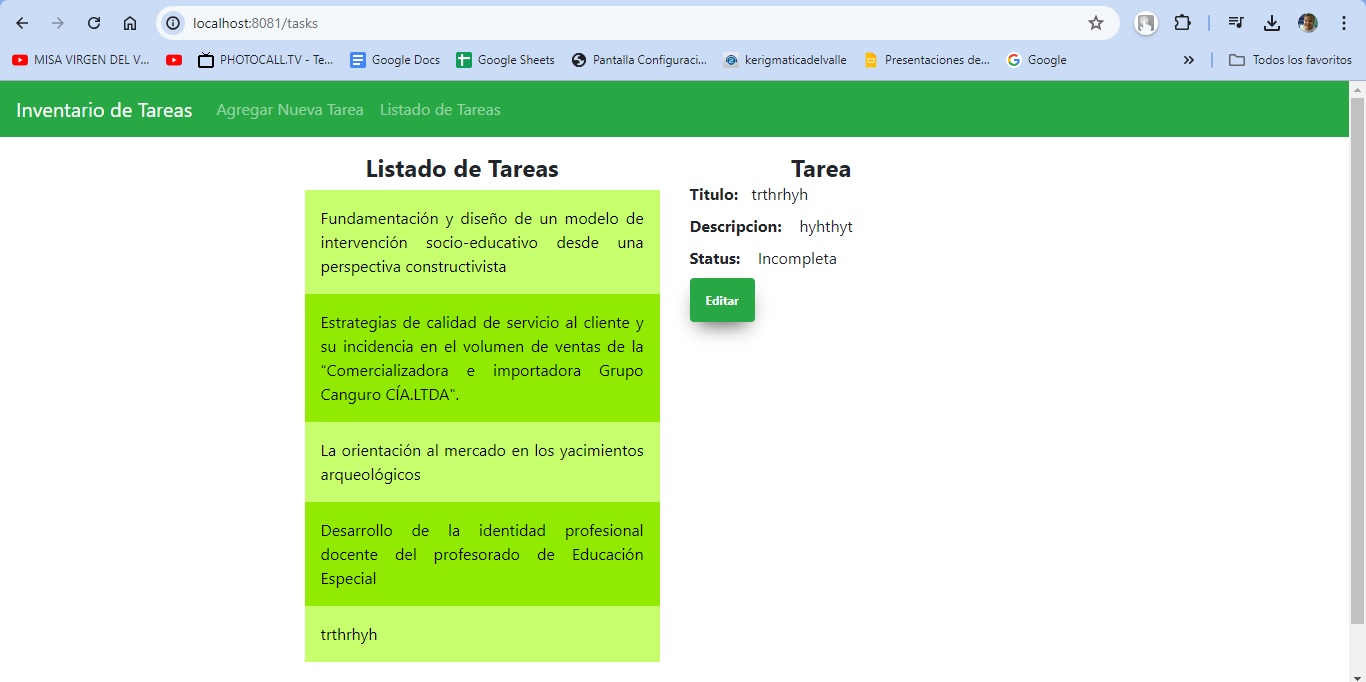 localhost:8081/tasks
MISA VIRGEN DEL V...
PHOTOCALL.TV - Te...
Google Docs
Google Sheets
Pantalla Configuraci...
kerigmaticadelvalle
Presentaciones de...
Google
Todos los favoritos
Inventario de Tareas
Agregar Nueva Tarea
Listado de Tareas
Listado de Tareas
Fundamentación y diseño de un modelo de
intervención socio-educativo desde una
perspectiva constructivista
Estrategias de calidad de servicio al cliente y
su incidencia en el volumen de ventas de la
“Comercializadora e importadora Grupo
Canguro CÍA.LTDA".
La orientación al mercado en los yacimientos
arqueológicos
Desarrollo de la identidad profesional
docente del profesorado de Educación
Especial
trthrhyh
Tarea
Titulo: trthrhyh
Descripcion: hyhthyt
Status: Incompleta
Editar